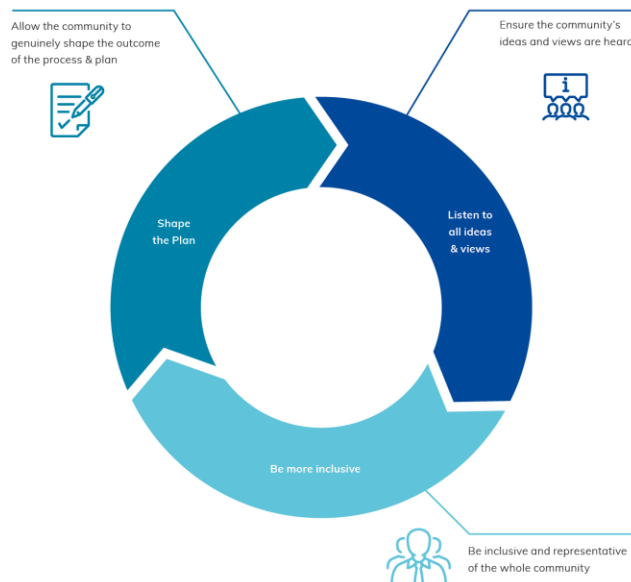 Allow the community to
genuinely shape the outcome
of the process & plan
Ensure the community's
ideas and views are heard
Shape
the Plan
Listen to
all ideas
& views
Be more inclusive
Be inclusive and representative
of the whole community